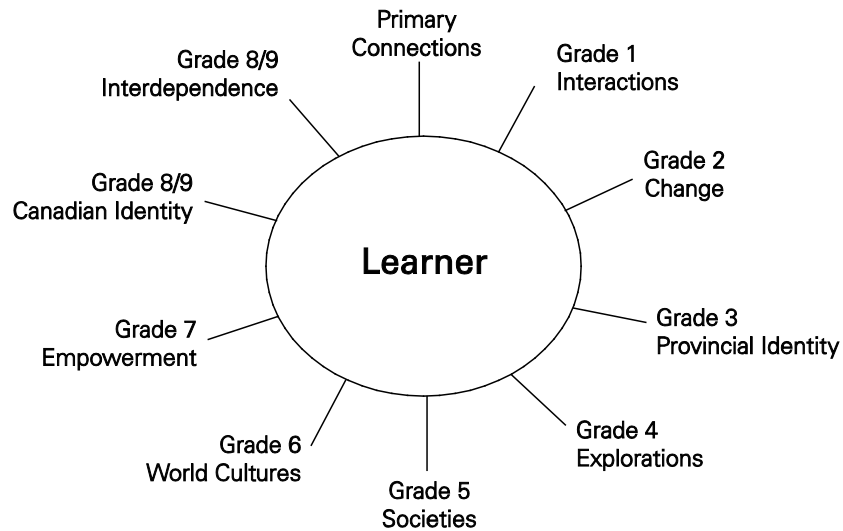 Primary
Connections
Grade 1
Interactions
Grade 2
Change
Grade 3
Provincial Identity
Grade 4
Explorations
Grade 5
Societies
Grade 6
World Cultures
Grade 7
Empowerment
Grade 8/9
Canadian Identity
Grade 8/9
Interdependence
Learner